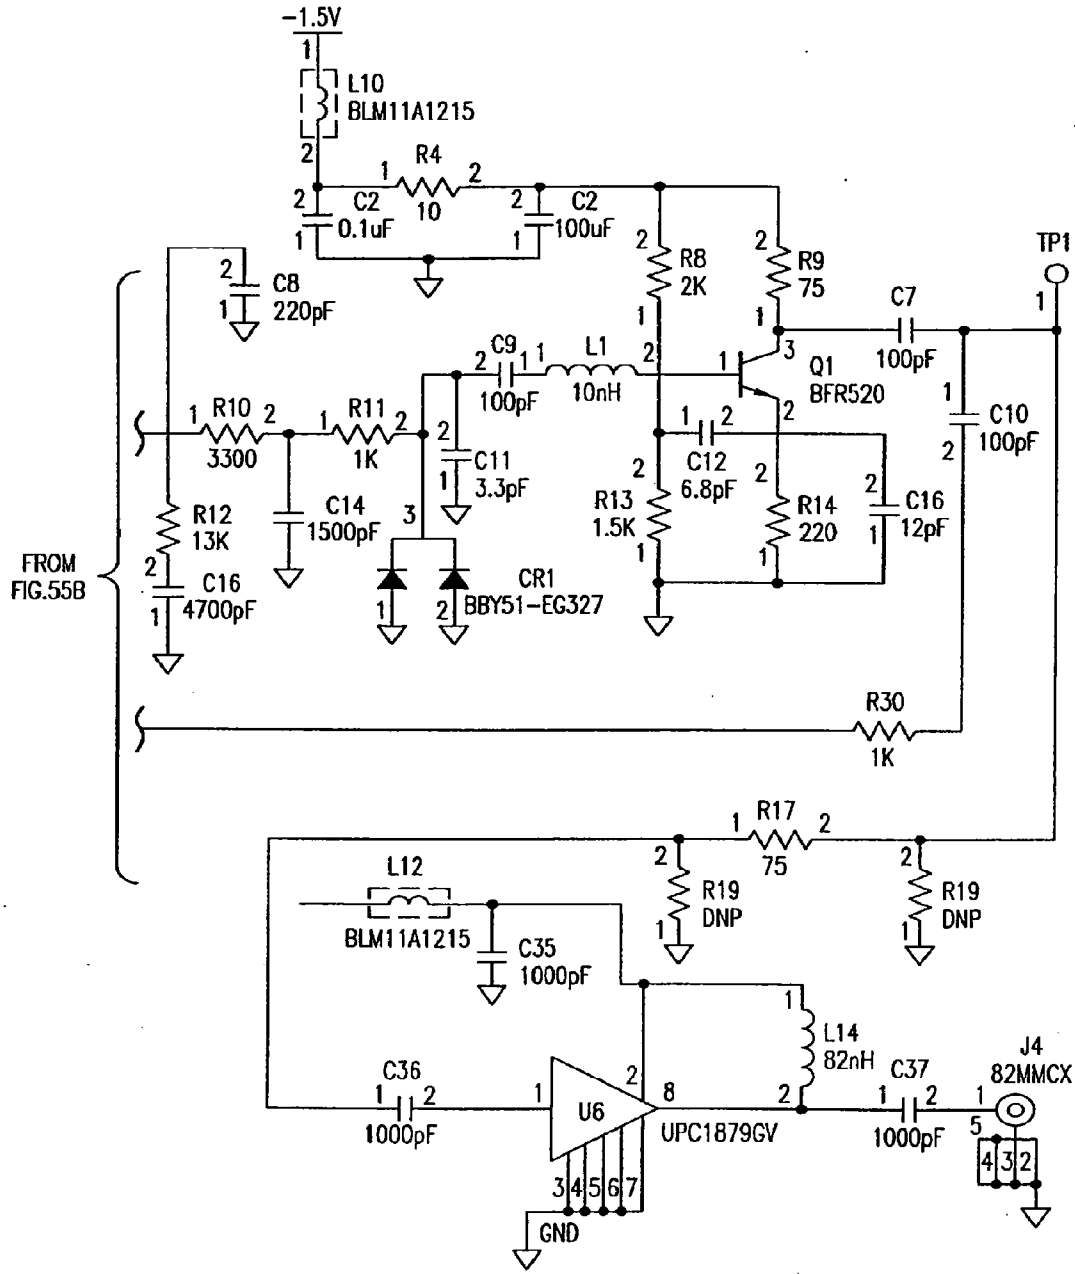 -1.5V
1
L10
BLM11A1215
2
1 R4 2
10
2 C2
0.1uF
1
2 C2
100uF
1
2 R8
2K
1
2 R9
75
1
TP1
1
2 C8
220pF
1
C7
100pF
2 C9 1
100pF
1 L1 2
10nH
1 3
2
Q1
BFR520
1 C10
100pF
2
1 R10 2
3300
1 R11 2
1K
2 C11
3.3pF
1
1 2
C12
6.8pF
2 R13
1.5K
1
2
R14
220
1
2 C16
12pF
1
C14
1500pF
3
CR1
BBY51-EG327
1 2
R12
13K
2 C16
4700pF
1
FROM
FIG.55B
R30
1K
1 R17 2
75
2 R19
DNP
1
2 R19
DNP
1
L12
BLM11A1215
C35
1000pF
1
L14
82nH
2
C36
1 2
1000pF
1 U6 2 8
UPC1879GV
3 4 5 6 7
GND
C37
1 2
1000pF
J4
82MMCX
1
5
4 3 2